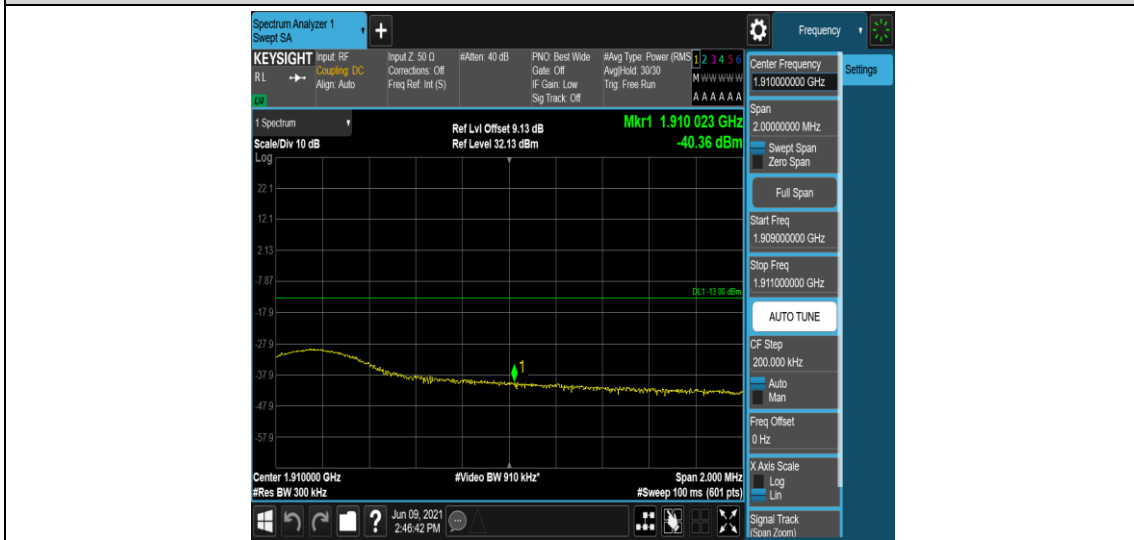 Spectrum Analyzer 1
Swept SA
+
Frequency
KEYSIGHT
RL
Input: RF
Coupling: DC
Align: Auto
Input Z: 50 Ω
Corrections: Off
Freq Ref: Int (S)
#Atten: 40 dB
PNO: Best Wide
Gate: Off
IF Gain: Low
Sig Track: Off
#Avg Type: Power (RMS
Avg|Hold: 30/30
Trig: Free Run
1 2 3 4 5 6
M W W W W W
A A A A A A
1 Spectrum
Scale/Div 10 dB
Ref Lvl Offset 9.13 dB
Ref Level 32.13 dBm
Mkr1 1.910 023 GHz
-40.36 dBm
Log
22.1
12.1
2.13
-7.87
DL1 -13.00 dBm
-17.9
-27.9
1
-37.9
-47.9
-57.9
Center 1.910000 GHz
#Video BW 910 kHz*
Span 2.000 MHz
#Res BW 300 kHz
#Sweep 100 ms (601 pts)
Jun 09, 2021
2:46:42 PM
?
Center Frequency
1.910000000 GHz
Settings
Span
2.00000000 MHz
Swept Span
Zero Span
Full Span
Start Freq
1.909000000 GHz
Stop Freq
1.911000000 GHz
AUTO TUNE
CF Step
200.000 kHz
Auto
Man
Freq Offset
0 Hz
X Axis Scale
Log
Lin
Signal Track
(Span Zoom)